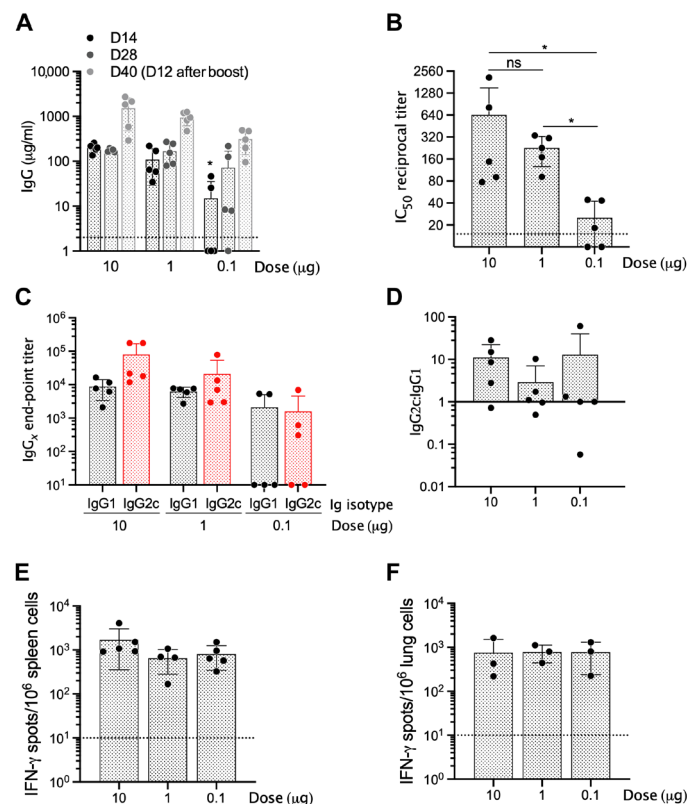 A
D14
D28
D40 (D12 after boost)
IgG (μg/ml)
10,000
1000
100
10
1
*
10 1 0.1 Dose (μg)
B
IC50 reciprocal titer
2560
1280
640
320
160
80
40
20
*
ns
*
10 1 0.1 Dose (μg)
C
IgGx end-point titer
10^6
10^5
10^4
10^3
10^2
10^1
IgG1 IgG2c IgG1 IgG2c IgG1 IgG2c Ig isotype
10 1 0.1 Dose (μg)
D
IgG2c:IgG1
100
10
1
0.1
0.01
10 1 0.1
E
IFN-γ spots/10^6 spleen cells
10^4
10^3
10^2
10^1
10^0
10 1 0.1 Dose (μg)
F
IFN-γ spots/10^6 lung cells
10^4
10^3
10^2
10^1
10^0
10 1 0.1 Dose (μg)